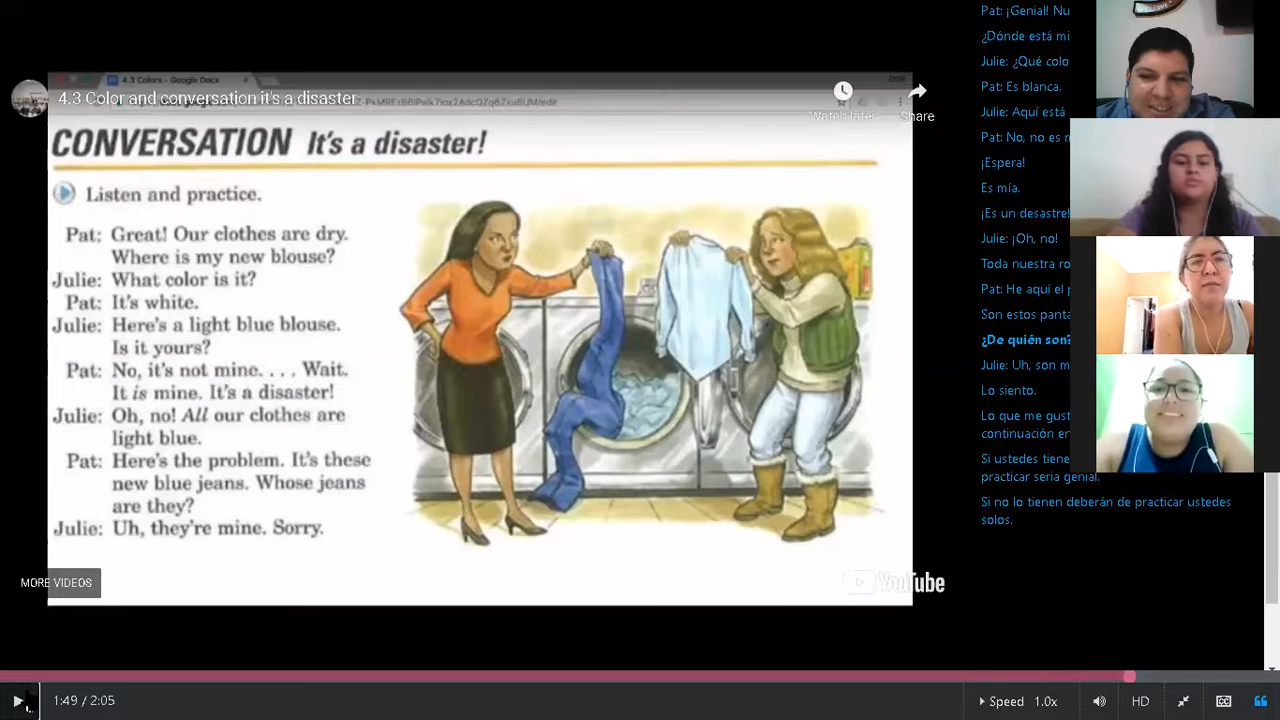 4.3 Colors - Google Docs
4.3 Color and conversation it's a disaster
Watch later
Share
CONVERSATION It's a disaster!
Listen and practice.
Pat: Great! Our clothes are dry.
Where is my new blouse?
Julie: What color is it?
Pat: It's white.
Julie: Here's a light blue blouse.
Is it yours?
Pat: No, it's not mine. . . . Wait.
It is mine. It's a disaster!
Julie: Oh, no! All our clothes are
light blue.
Pat: Here's the problem. It's these
new blue jeans. Whose jeans
are they?
Julie: Uh, they're mine. Sorry.
MORE VIDEOS
YouTube
Pat: ¡Genial! Nu
¿Dónde está mi
Julie: ¿Qué colo
Pat: Es blanca.
Julie: Aquí está
Pat: No, no es m
¡Espera!
Es mía.
¡Es un desastre!
Julie: ¡Oh, no!
Toda nuestra ro
Pat: He aquí el p
Son estos panta
¿De quién son?
Julie: Uh, son m
Lo siento.
Lo que me gust
continuación en
Si ustedes tiene
practicar sería genial.
Si no lo tienen deberán de practicar ustedes
solos.
1:49 / 2:05
Speed 1.0x
HD
CC